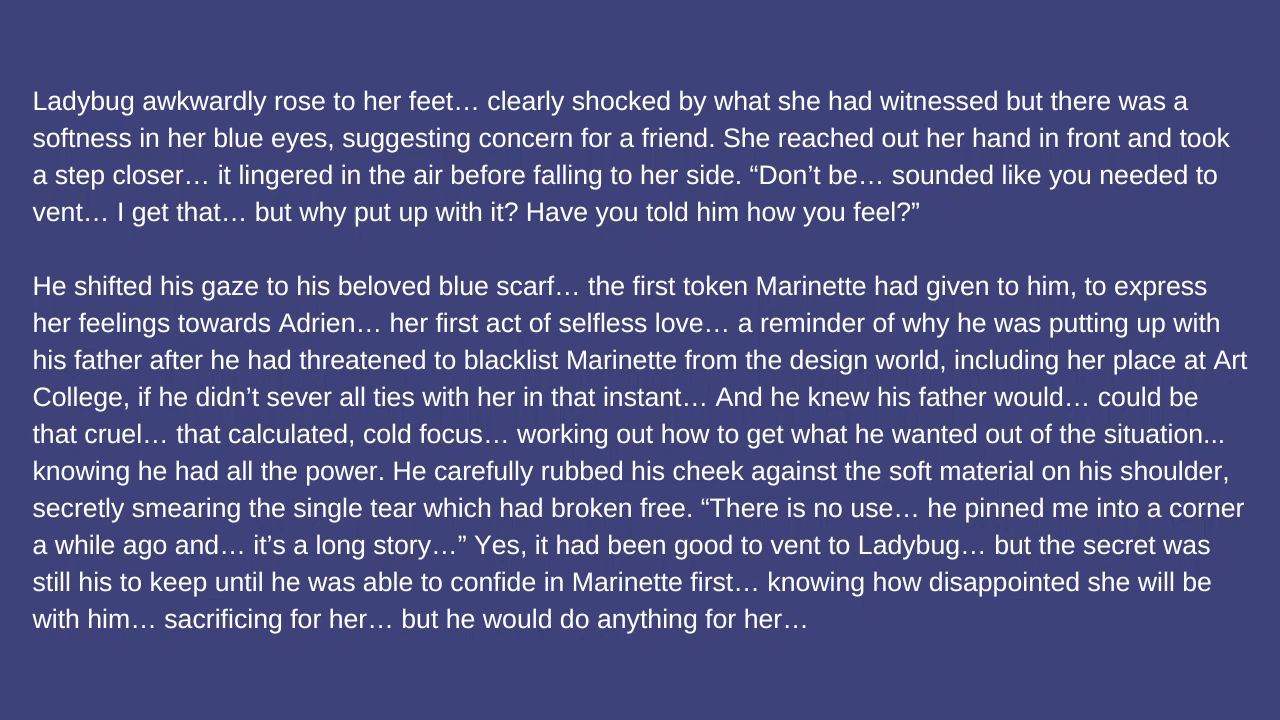 Ladybug awkwardly rose to her feet… clearly shocked by what she had witnessed but there was a
softness in her blue eyes, suggesting concern for a friend. She reached out her hand in front and took
a step closer… it lingered in the air before falling to her side. “Don’t be… sounded like you needed to
vent… I get that… but why put up with it? Have you told him how you feel?”
He shifted his gaze to his beloved blue scarf… the first token Marinette had given to him, to express
her feelings towards Adrien… her first act of selfless love… a reminder of why he was putting up with
his father after he had threatened to blacklist Marinette from the design world, including her place at Art
College, if he didn’t sever all ties with her in that instant… And he knew his father would… could be
that cruel… that calculated, cold focus… working out how to get what he wanted out of the situation...
knowing he had all the power. He carefully rubbed his cheek against the soft material on his shoulder,
secretly smearing the single tear which had broken free. “There is no use… he pinned me into a corner
a while ago and… it’s a long story…” Yes, it had been good to vent to Ladybug… but the secret was
still his to keep until he was able to confide in Marinette first… knowing how disappointed she will be
with him… sacrificing for her… but he would do anything for her…